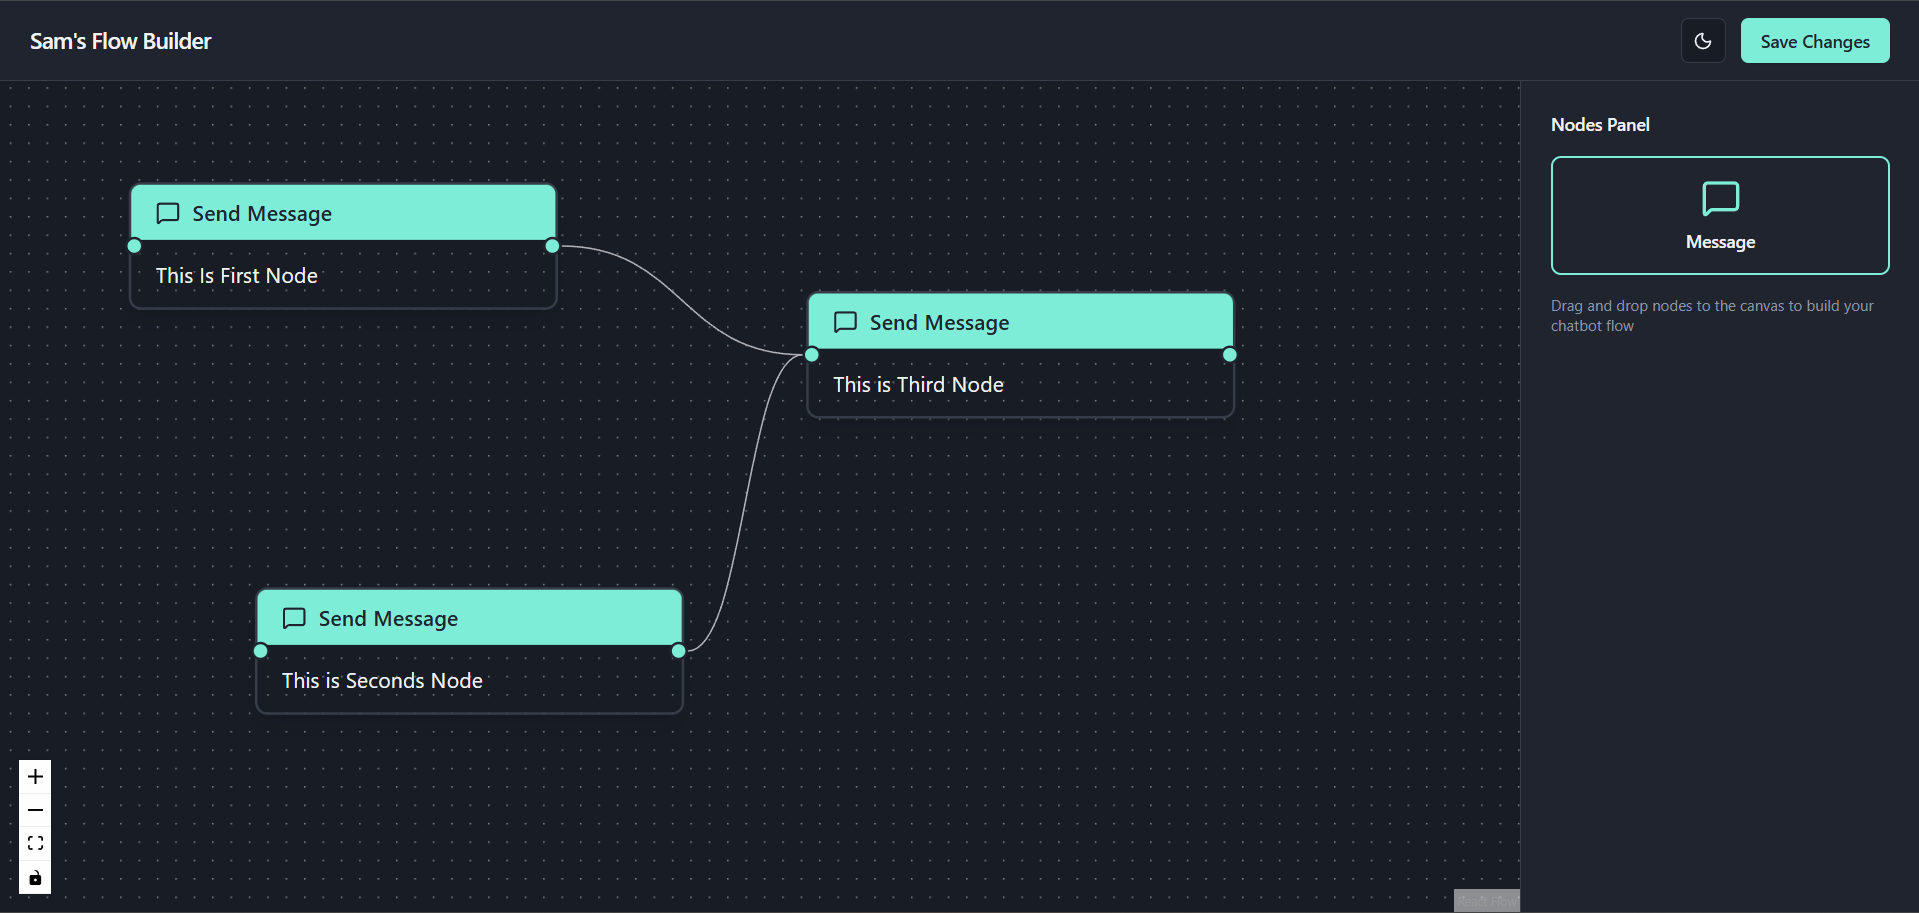 Sam's Flow Builder
Save Changes
Nodes Panel
Message
Drag and drop nodes to the canvas to build your
chatbot flow
Send Message
This Is First Node
Send Message
This is Third Node
Send Message
This is Seconds Node